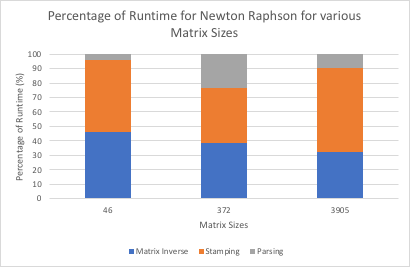 Percentage of Runtime for Newton Raphson for various
Matrix Sizes
Percentage of Runtime (%)
100
90
80
70
60
50
40
30
20
10
0
46 372 3905
Matrix Sizes
Matrix Inverse Stamping Parsing